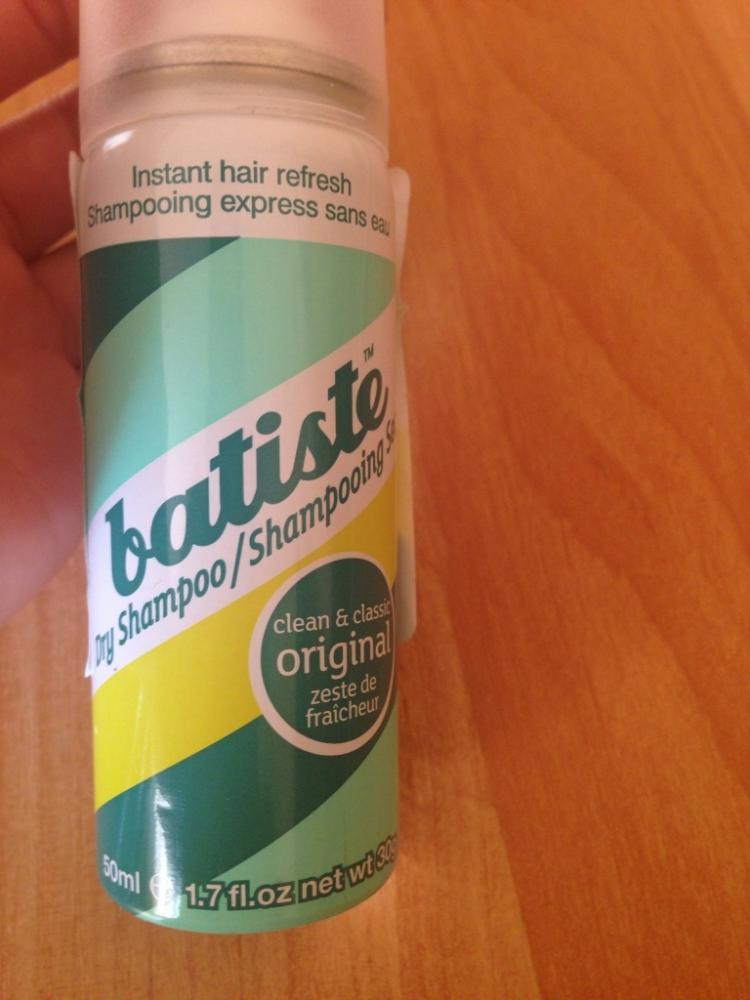 Instant hair refresh
Shampooing express sans eau
batiste™
Dry Shampoo/Shampooing
clean & classic
original
zeste de
fraîcheur
50ml ℮ 1.7 fl.oz net wt 30g